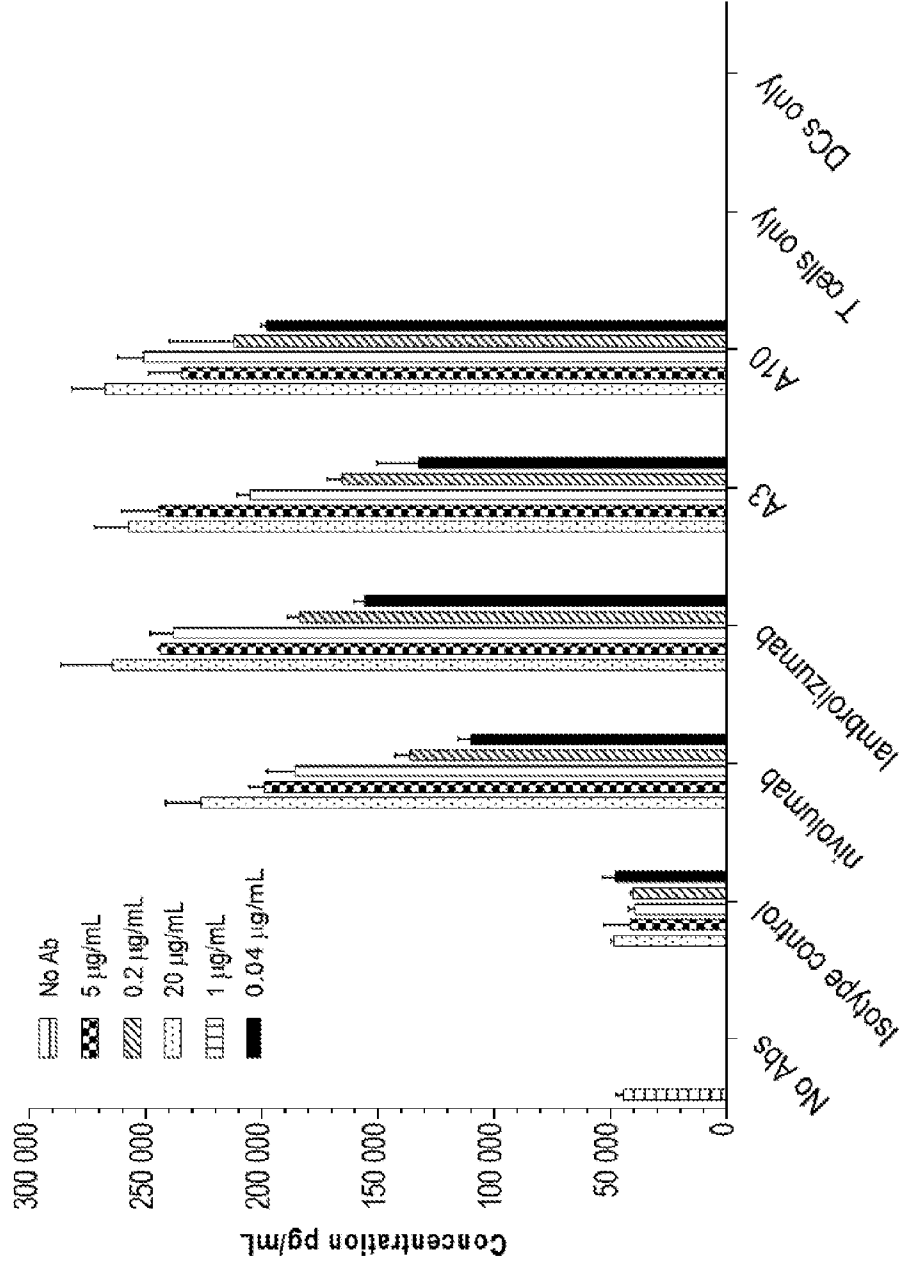 Concentration pg/mL
300 000
250 000
200 000
150 000
100 000
50 000
0
No Ab
5 µg/mL
0.2 µg/mL
20 µg/mL
1 µg/mL
0.04 µg/mL
No Abs
Isotype control
nivolumab
lambrolizumab
A3
A10
T cells only
DCs only